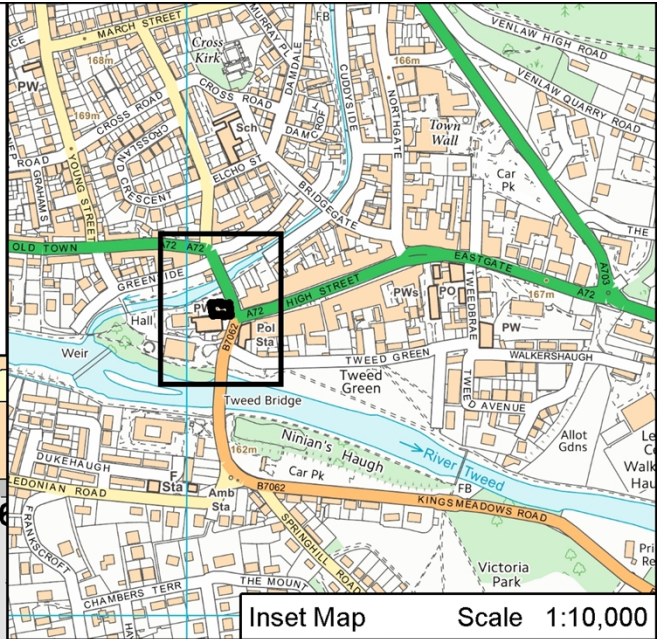 MARCH STREET
MURRAY PL
FB
VENLAW HIGH ROAD
168m
Cross
Kirk
DAMDALE
CUDDYSIDE
166m
VENLAW QUARRY ROAD
PW
CROSS ROAD
CROSS ROAD
NORTHGATE
169m
Sch
Town
Wall
ROAD
CROSSLAND
CRESCENT
YOUNG STREET
ELCHO ST
Car
Pk
BRIDGEGATE
THE
OLD TOWN
A72
A72
GREENSIDE
EASTGATE
A703
HIGH STREET
PWs
PO
167m
A72
A72
Hall
Pol
Sta
TWEEDBRAE
PW
B7062
Weir
TWEED GREEN
WALKERSHAUGH
Tweed
Green
TWEED AVENUE
Tweed Bridge
Allot
Gdns
Ninian's Haugh
River Tweed
162m
DUKEHAUGH
Car Pk
F
Sta
Amb
Sta
B7062
FB
KINGSMEADOWS ROAD
FRANKSCROFT
SPRINGHILL ROAD
Victoria
Park
CHAMBERS TERR
THE MOUNT
Inset Map Scale 1:10,000